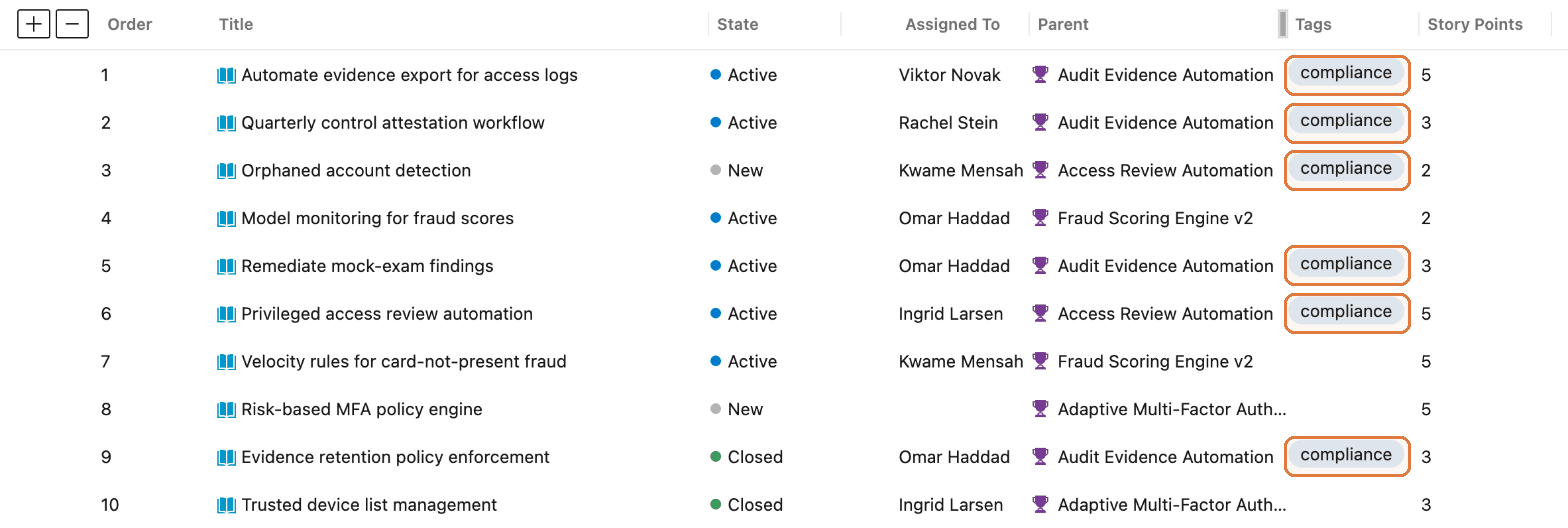 Order Title State Assigned To Parent Tags Story Points
1 Automate evidence export for access logs Active Viktor Novak Audit Evidence Automation compliance 5
2 Quarterly control attestation workflow Active Rachel Stein Audit Evidence Automation compliance 3
3 Orphaned account detection New Kwame Mensah Access Review Automation compliance 2
4 Model monitoring for fraud scores Active Omar Haddad Fraud Scoring Engine v2 2
5 Remediate mock-exam findings Active Omar Haddad Audit Evidence Automation compliance 3
6 Privileged access review automation Active Ingrid Larsen Access Review Automation compliance 5
7 Velocity rules for card-not-present fraud Active Kwame Mensah Fraud Scoring Engine v2 5
8 Risk-based MFA policy engine New Adaptive Multi-Factor Auth... 5
9 Evidence retention policy enforcement Closed Omar Haddad Audit Evidence Automation compliance 3
10 Trusted device list management Closed Ingrid Larsen Adaptive Multi-Factor Auth... 3